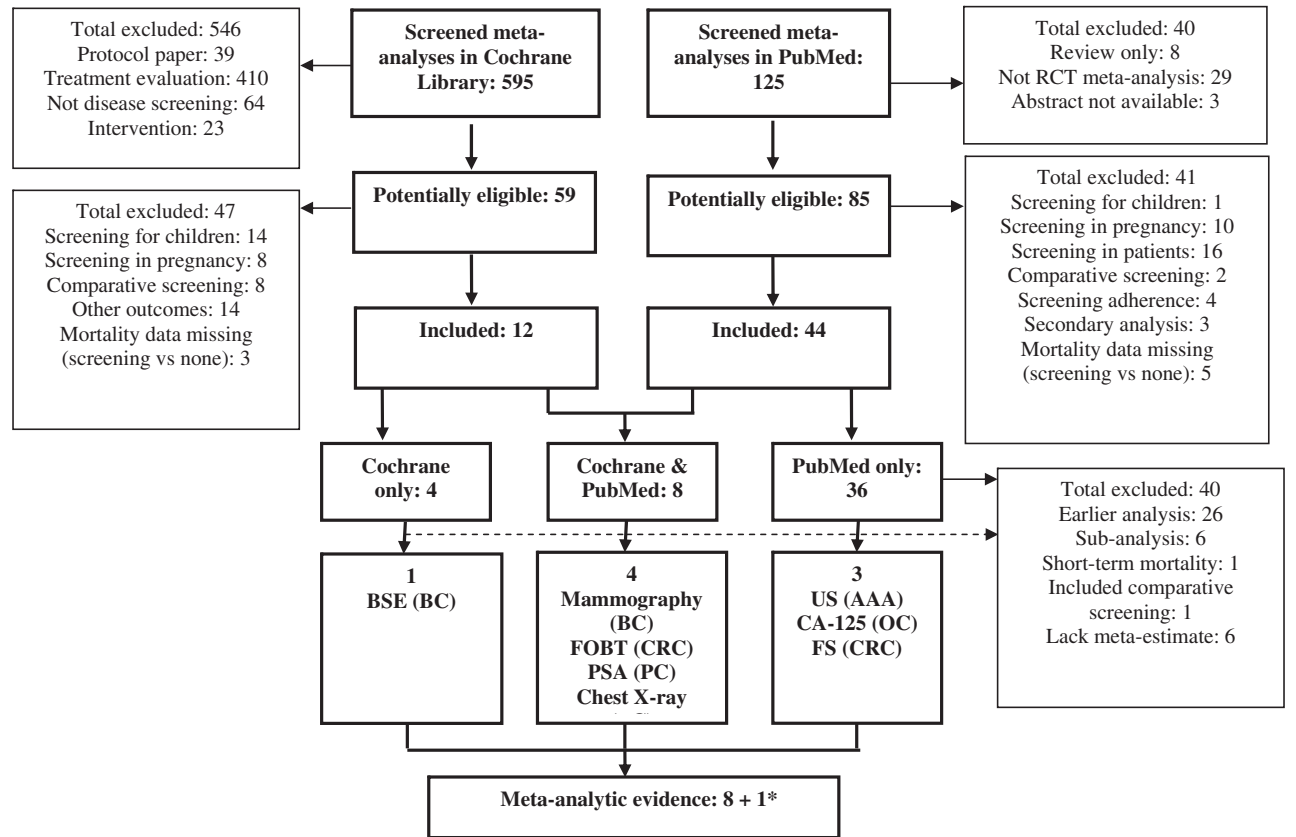 Total excluded: 546
Protocol paper: 39
Treatment evaluation: 410
Not disease screening: 64
Intervention: 23
Screened meta-
analyses in Cochrane
Library: 595
Screened meta-
analyses in PubMed:
125
Total excluded: 40
Review only: 8
Not RCT meta-analysis: 29
Abstract not available: 3
Total excluded: 47
Screening for children: 14
Screening in pregnancy: 8
Comparative screening: 8
Other outcomes: 14
Mortality data missing
(screening vs none): 3
Potentially eligible: 59
Potentially eligible: 85
Total excluded: 41
Screening for children: 1
Screening in pregnancy: 10
Screening in patients: 16
Comparative screening: 2
Screening adherence: 4
Secondary analysis: 3
Mortality data missing
(screening vs none): 5
Included: 12
Included: 44
Cochrane
only: 4
Cochrane &
PubMed: 8
PubMed only:
36
Total excluded: 40
Earlier analysis: 26
Sub-analysis: 6
Short-term mortality: 1
Included comparative
screening: 1
Lack meta-estimate: 6
1
BSE (BC)
4
Mammography
(BC)
FOBT (CRC)
PSA (PC)
Chest X-ray
3
US (AAA)
CA-125 (OC)
FS (CRC)
Meta-analytic evidence: 8 + 1*